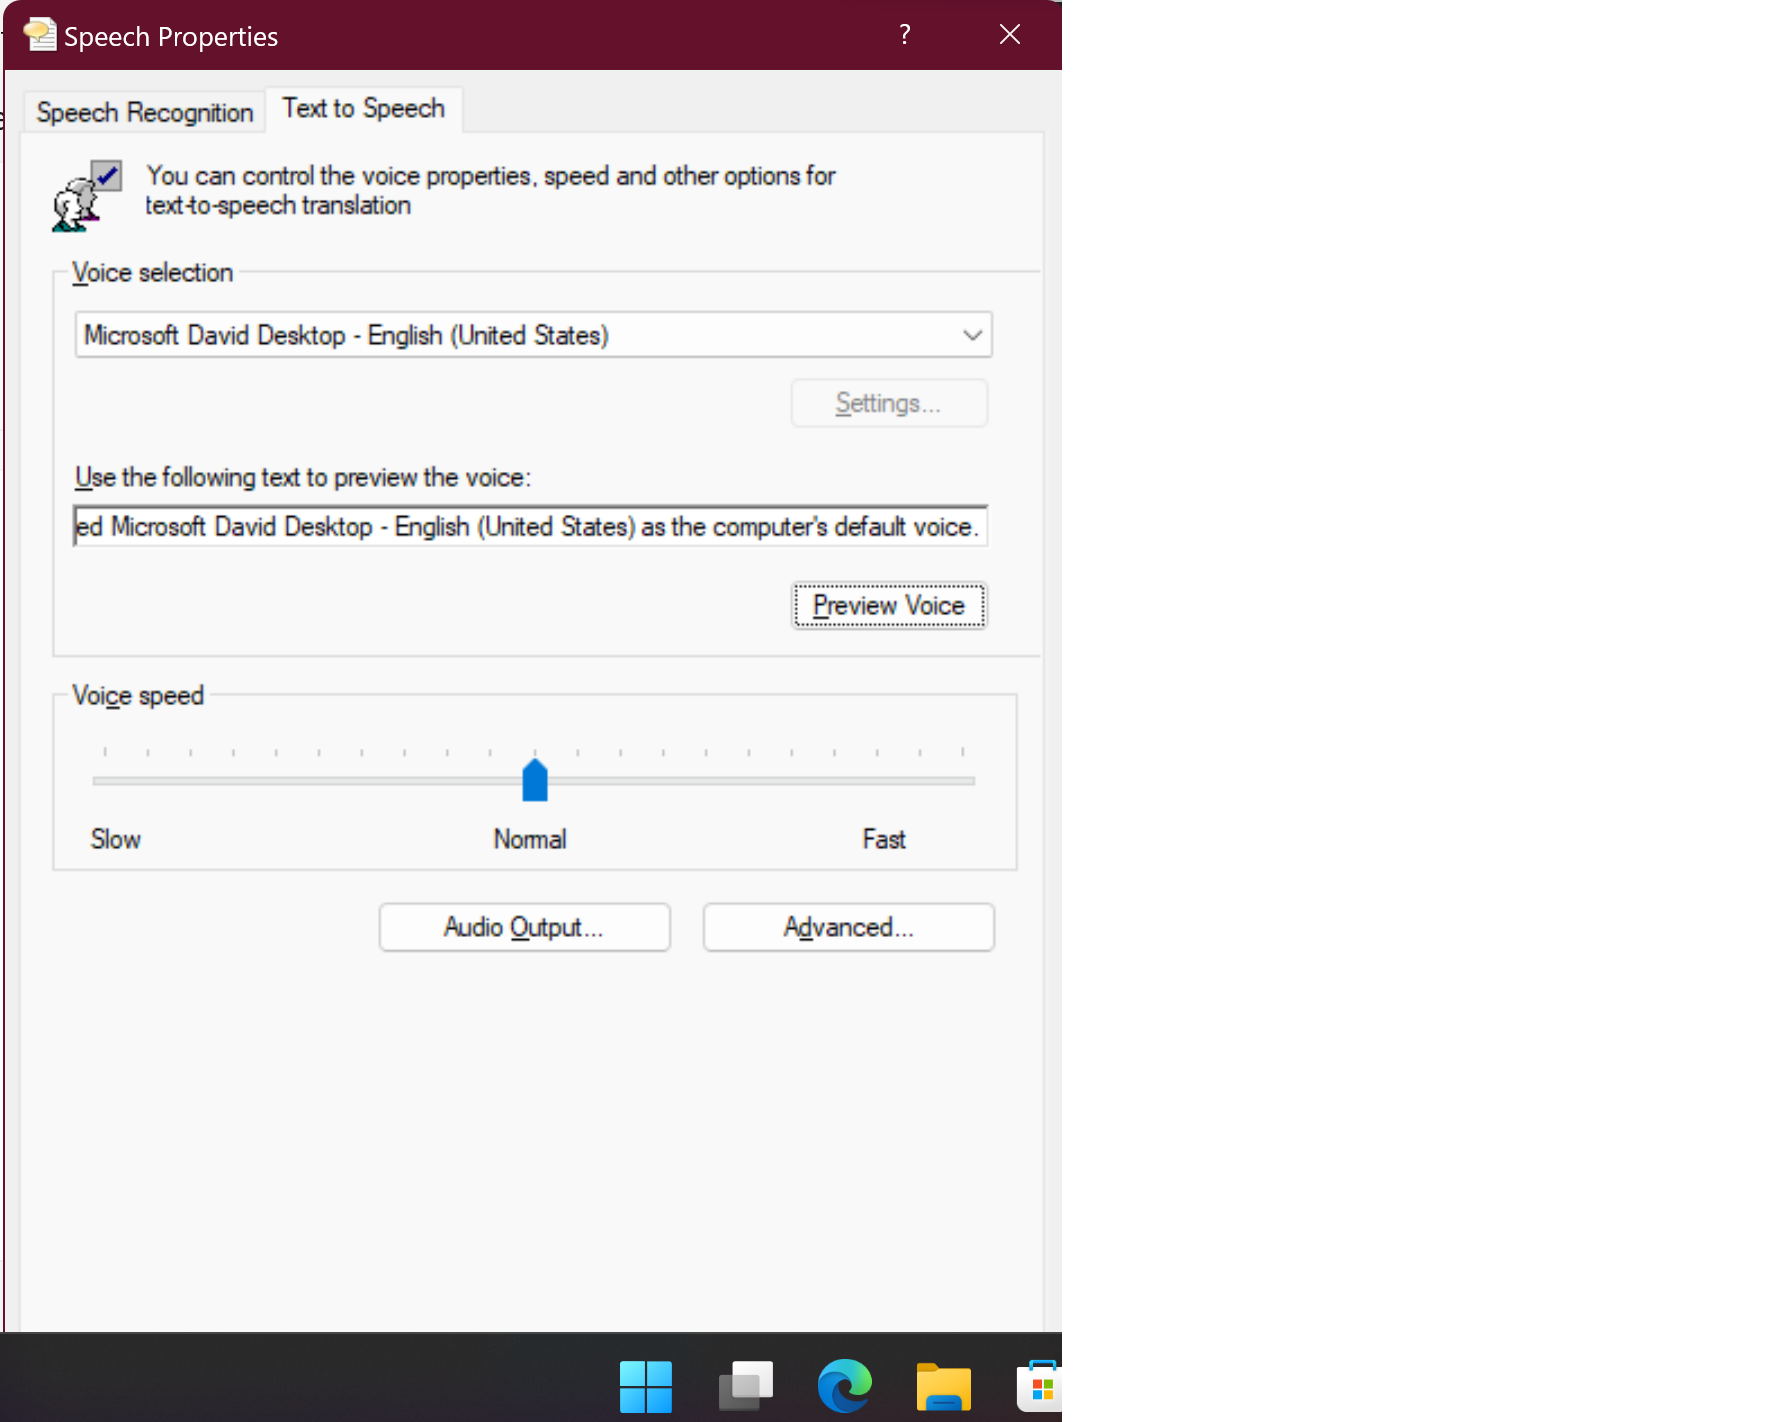 Speech Properties
?
Speech Recognition
Text to Speech
You can control the voice properties, speed and other options for
text-to-speech translation
Voice selection
Microsoft David Desktop - English (United States)
Settings...
Use the following text to preview the voice:
ed Microsoft David Desktop - English (United States) as the computer's default voice.
Preview Voice
Voice speed
Slow
Normal
Fast
Audio Output...
Advanced...